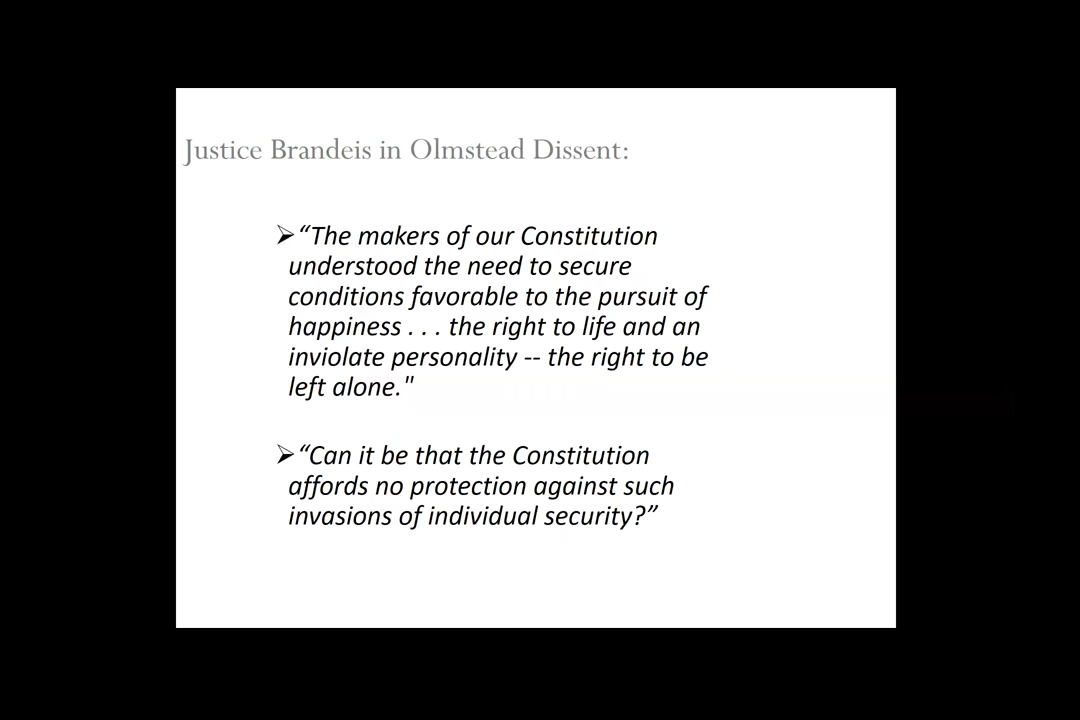 Justice Brandeis in Olmstead Dissent:
➢“The makers of our Constitution
understood the need to secure
conditions favorable to the pursuit of
happiness . . . the right to life and an
inviolate personality -- the right to be
left alone."
➢“Can it be that the Constitution
affords no protection against such
invasions of individual security?”